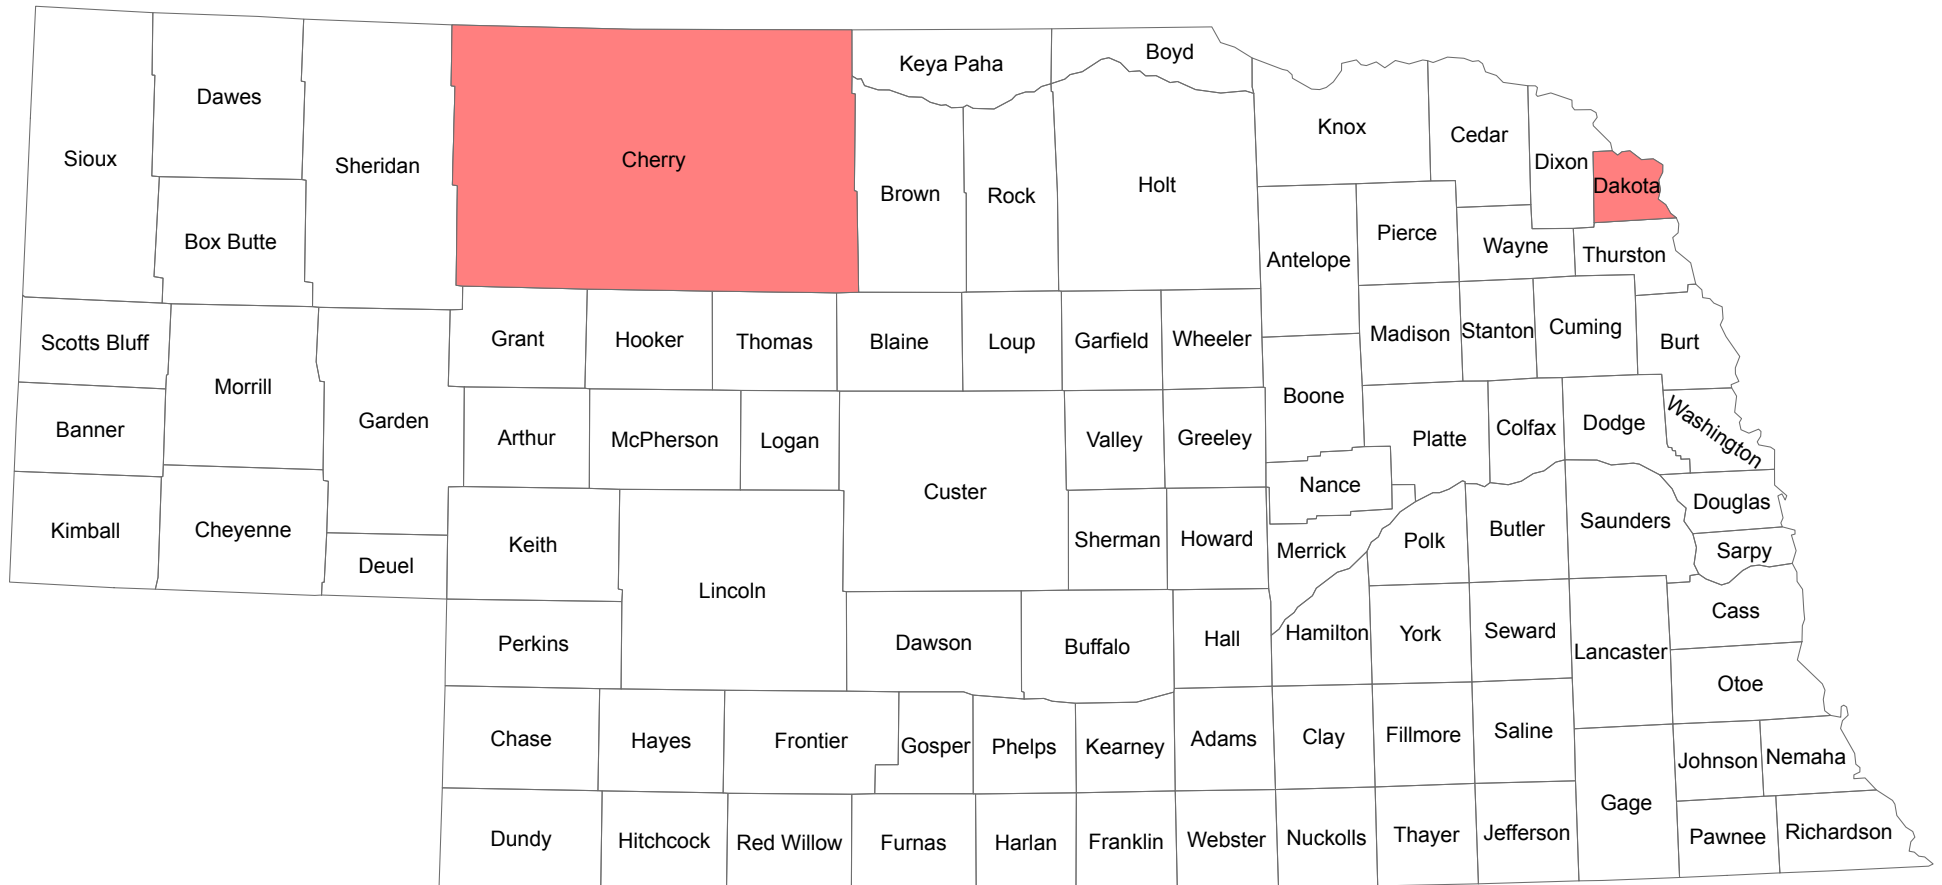 Boyd
Keya Paha
Dawes
Knox
Cedar
Sioux
Sheridan
Cherry
Dixon
Holt
Dakota
Brown
Rock
Pierce
Box Butte
Wayne
Thurston
Antelope
Scotts Bluff
Grant
Hooker
Thomas
Blaine
Loup
Garfield
Wheeler
Madison
Stanton
Cuming
Burt
Morrill
Boone
Garden
Banner
Arthur
McPherson
Logan
Valley
Greeley
Platte
Colfax
Dodge
Washington
Custer
Nance
Douglas
Kimball
Cheyenne
Keith
Sherman
Howard
Merrick
Polk
Butler
Saunders
Sarpy
Deuel
Lincoln
Cass
Perkins
Dawson
Buffalo
Hall
Hamilton
York
Seward
Lancaster
Otoe
Chase
Hayes
Frontier
Gosper
Phelps
Kearney
Adams
Clay
Fillmore
Saline
Johnson
Nemaha
Gage
Dundy
Hitchcock
Red Willow
Furnas
Harlan
Franklin
Webster
Nuckolls
Thayer
Jefferson
Pawnee
Richardson